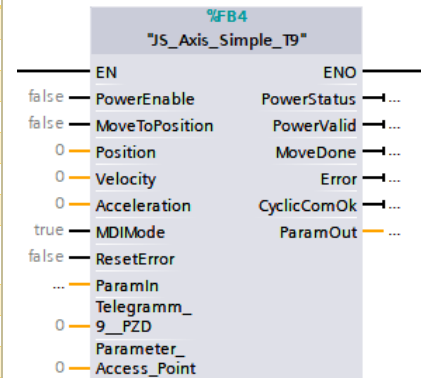 %FB4
"JS_Axis_Simple_T9"
EN ENO
false PowerEnable PowerStatus ...
false MoveToPosition PowerValid ...
0 Position MoveDone ...
0 Velocity Error ...
0 Acceleration CyclicComOk ...
true MDIMode ParamOut ...
false ResetError
... ParamIn
Telegramm_
0 9__PZD
Parameter_
0 Access_Point